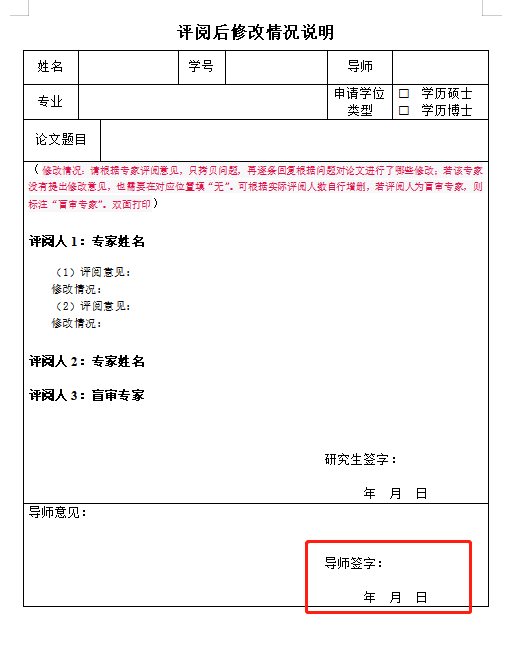 评阅后修改情况说明
姓名 学号 导师
专业 申请学位类型 □ 学历硕士
□ 学历博士
论文题目
（修改情况：请根据专家评阅意见，只拷贝问题，再逐条回复根据问题对论文进行了哪些修改；若该专家
没有提出修改意见，也需要在对应位置填“无”。可根据实际评阅人数自行增删，若评阅人为盲审专家，则
标注“盲审专家”。双面打印）
评阅人 1：专家姓名
（1）评阅意见：
修改情况：
（2）评阅意见：
修改情况：
评阅人 2：专家姓名
评阅人 3：盲审专家
研究生签字：
年 月 日
导师意见：
导师签字：
年 月 日